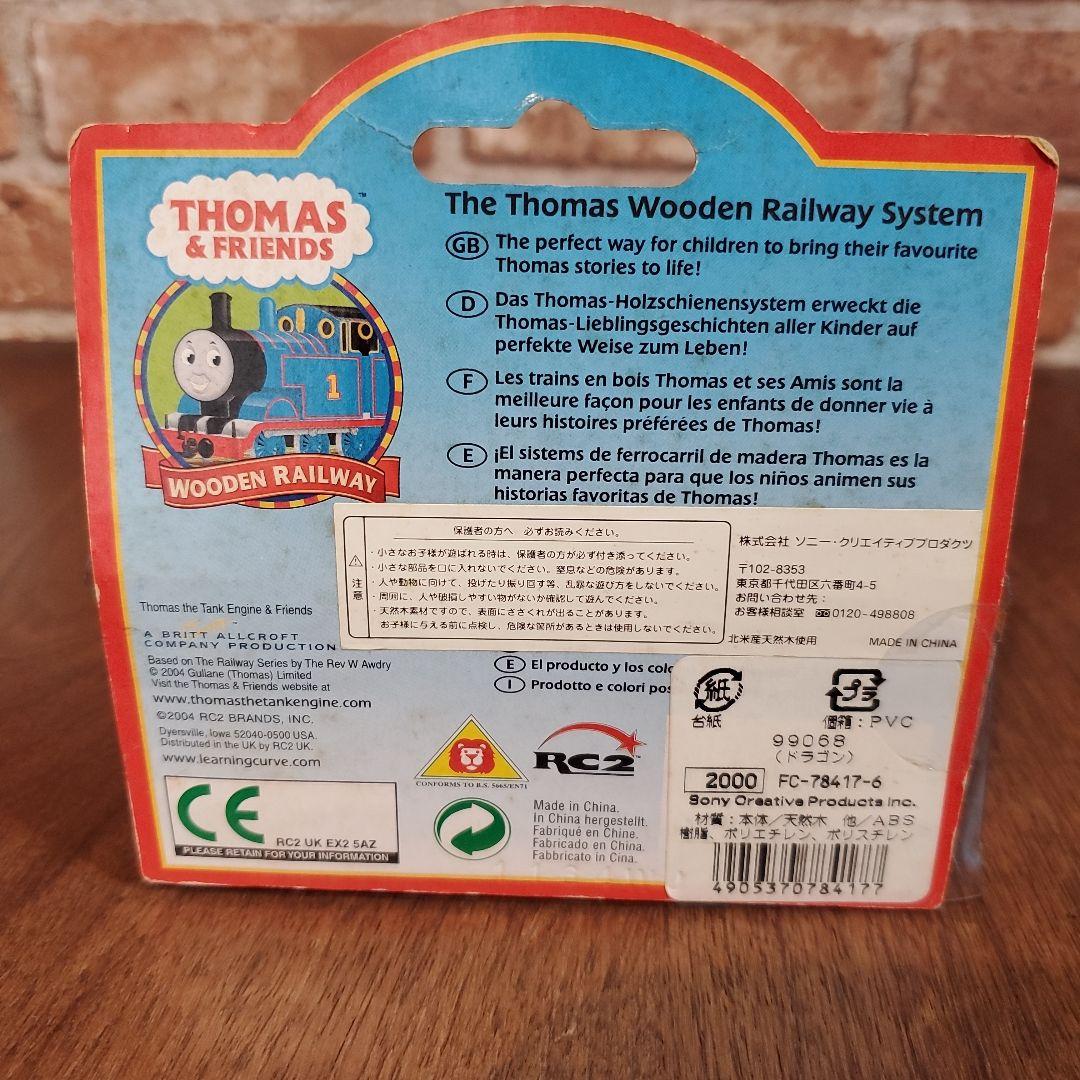 THOMAS
& FRIENDS
™
1
WOODEN RAILWAY
The Thomas Wooden Railway System
GB The perfect way for children to bring their favourite
Thomas stories to life!
D Das Thomas-Holzschienensystem erweckt die
Thomas-Lieblingsgeschichten aller Kinder auf
perfekte Weise zum Leben!
F Les trains en bois Thomas et ses Amis sont la
meilleure façon pour les enfants de donner vie à
leurs histoires préférées de Thomas!
E ¡El sistems de ferrocarril de madera Thomas es la
manera perfecta para que los niños animen sus
historias favoritas de Thomas!
保護者の方へ 必ずお読みください。
⚠注意
・小さなお子様が遊ばれる時は、保護者の方が必ず付き添ってください。
・小さな部品を口に入れないでください。窒息などの危険があります。
・人や動物に向けて、投げたり振り回す等、乱暴な遊び方をしないでください。
・周囲に、人や破損しやすい物がないか確認して遊んでください。
・天然木素材ですので、表面にささくれが出ることがあります。
お子様に与える前に点検し、危険な箇所があるときは使用しないでください。
株式会社 ソニー・クリエイティブプロダクツ
〒102-8353
東京都千代田区六番町4-5
お問い合わせ先:
お客様相談室 0120-498808
北米産天然木使用 MADE IN CHINA
Thomas the Tank Engine & Friends
A BRITT ALLCROFT
COMPANY PRODUCTION
Based on The Railway Series by The Rev W Awdry
© 2004 Gullane (Thomas) Limited
Visit the Thomas & Friends website at
www.thomasthetankengine.com
©2004 RC2 BRANDS, INC.
Dyersville, Iowa 52040-0500 USA.
Distributed in the UK by RC2 UK.
www.learningcurve.com
CE
RC2 UK EX2 5AZ
PLEASE RETAIN FOR YOUR INFORMATION
E El producto y los colo
I Prodotto e colori pos
CONFORMS TO B.S. 5665/EN71
RC2
Made in China.
In China hergestellt.
Fabriqué en Chine.
Fabricado en China.
Fabbricato in Cina.
紙 プラ
台紙 個箱:PVC
99068
(ドラゴン)
2000 FC-78417-6
Sony Creative Products Inc.
材質:本体/天然木 他/ABS
樹脂、ポリエチレン、ポリスチレン
4905370784177